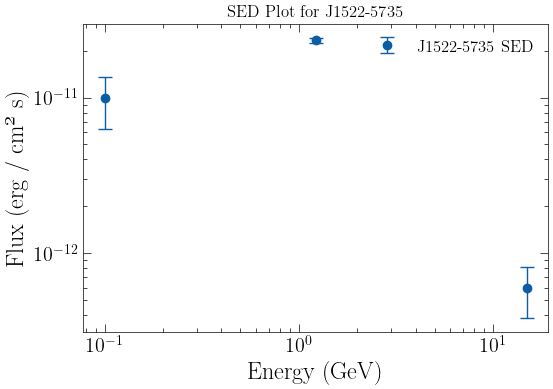 SED Plot for J1522-5735
J1522-5735 SED
Flux (erg / cm² s)
10⁻¹¹
10⁻¹²
10⁻¹
10⁰
10¹
Energy (GeV)